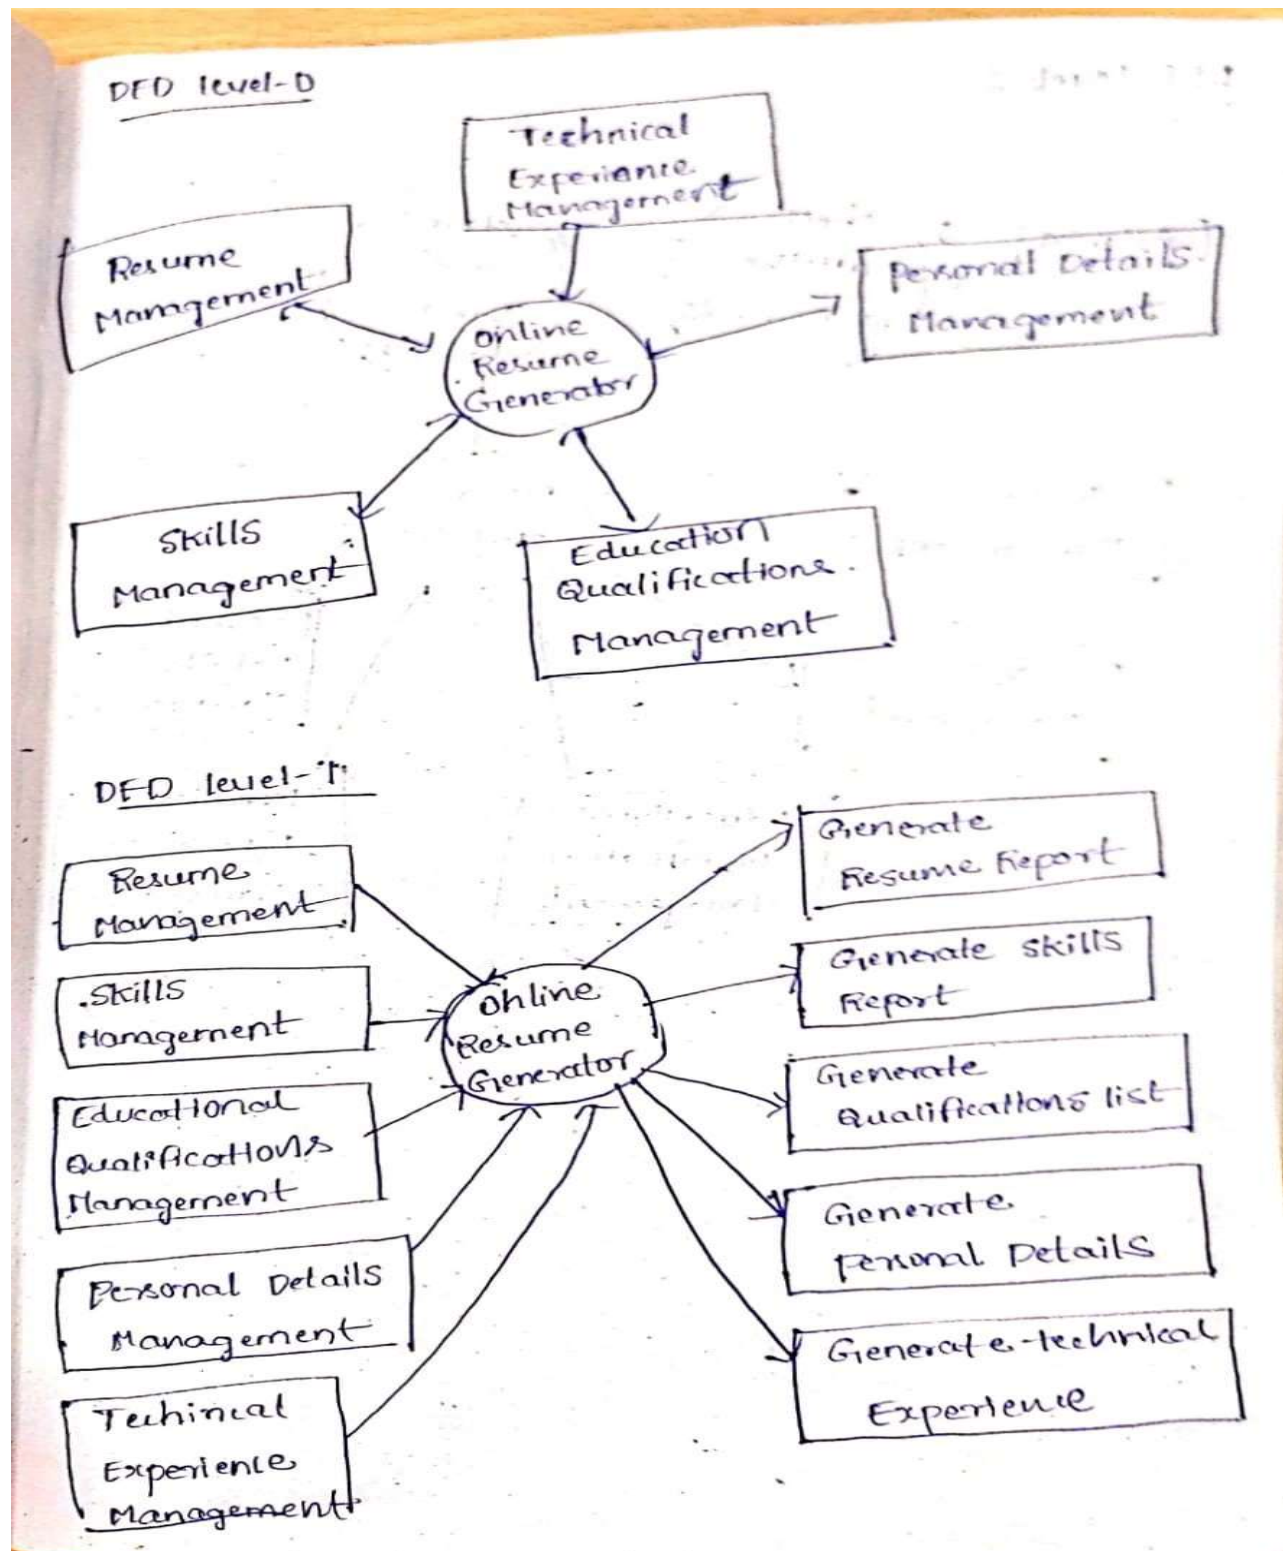 DFD level-0
Technical
Experiance
Management
Resume
Management
Personal Details
Management
Online
Resume
Generator
Skills
Management
Education
Qualifications
Management
DFD level-1
Resume
Management
Generate
Resume Report
Skills
Management
Generate skills
Report
Online
Resume
Generator
Educational
Qualifications
Management
Generate
Qualifications list
Personal Details
Management
Generate
Personal Details
Techincal
Experience
Management
Generate technical
Experience